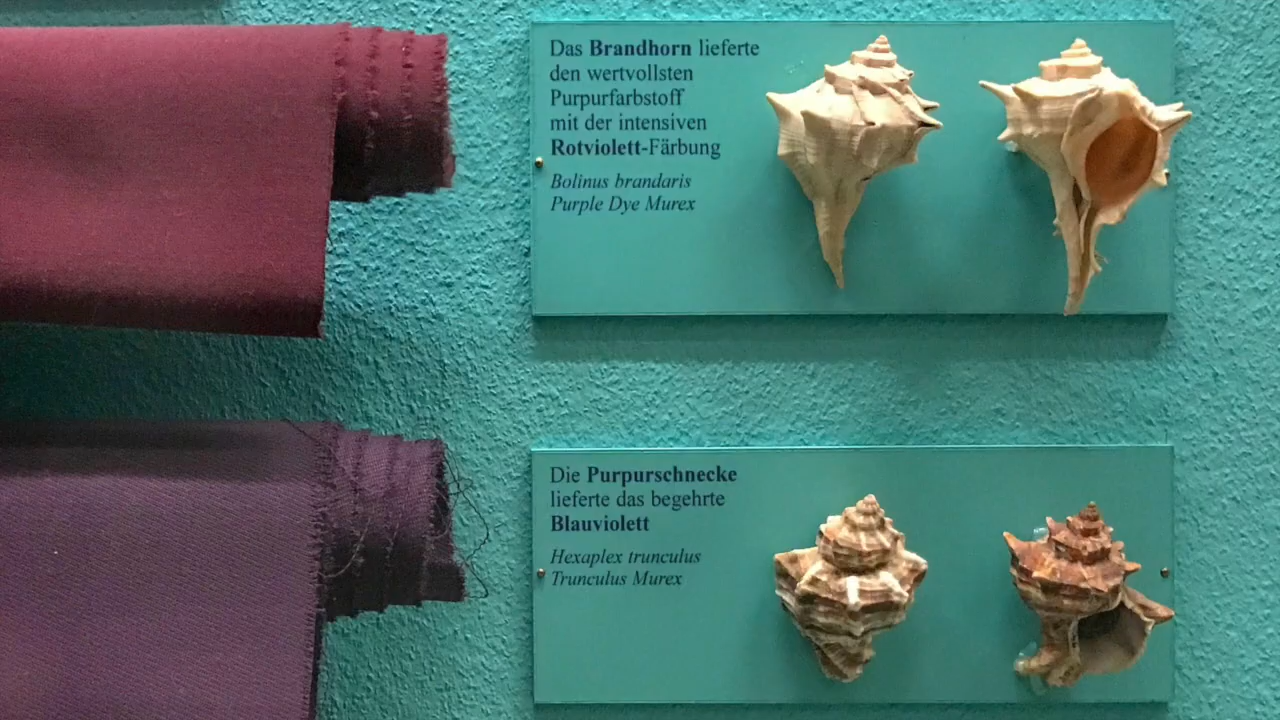 Das Brandhorn lieferte
den wertvollsten
Purpurfarbstoff
mit der intensiven
Rotviolett-Färbung
Bolinus brandaris
Purple Dye Murex
Die Purpurschnecke
lieferte das begehrte
Blauviolett
Hexaplex trunculus
Trunculus Murex